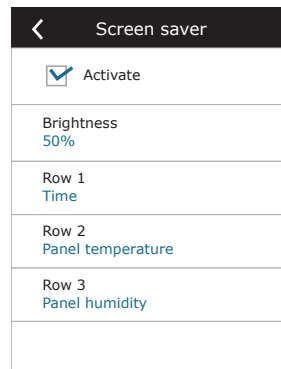 Screen saver
Activate
Brightness
50%
Row 1
Time
Row 2
Panel temperature
Row 3
Panel humidity